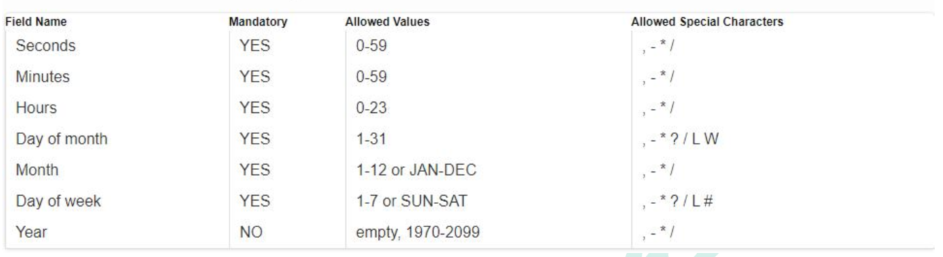 Field Name Mandatory Allowed Values Allowed Special Characters
Seconds YES 0-59 , - * /
Minutes YES 0-59 , - * /
Hours YES 0-23 , - * /
Day of month YES 1-31 , - * ? / L W
Month YES 1-12 or JAN-DEC , - * /
Day of week YES 1-7 or SUN-SAT , - * ? / L #
Year NO empty, 1970-2099 , - * /